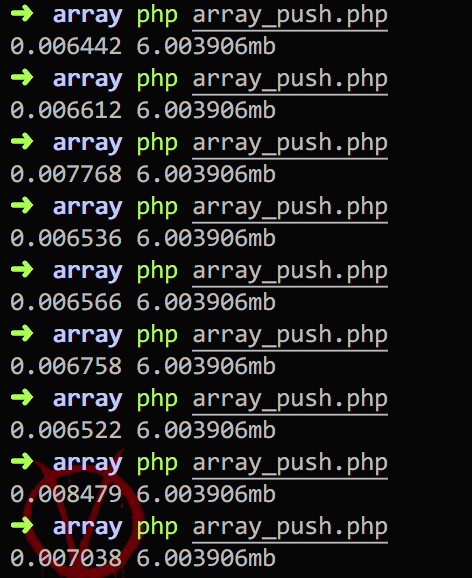 ➜ array php array_push.php
0.006442 6.003906mb
➜ array php array_push.php
0.006612 6.003906mb
➜ array php array_push.php
0.007768 6.003906mb
➜ array php array_push.php
0.006536 6.003906mb
➜ array php array_push.php
0.006566 6.003906mb
➜ array php array_push.php
0.006758 6.003906mb
➜ array php array_push.php
0.006522 6.003906mb
➜ array php array_push.php
0.008479 6.003906mb
➜ array php array_push.php
0.007038 6.003906mb